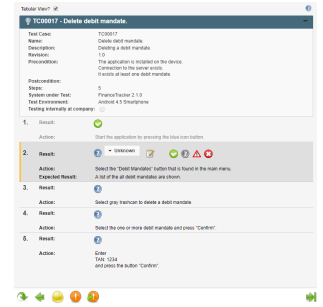 Tabular View?
TC00017 - Delete debit mandate.
Test Case: TC00017
Name: Delete debit mandate.
Description: Deleting a debit mandate.
Revision: 1.0
Precondition: The application is installed on the device.
Connection to the server exists.
It exists at least one debit mandate.
Postcondition:
Steps: 5
System under Test: FinanceTracker 2.1.0
Test Environment: Android 4.5 Smartphone
Testing internally at company:
1. Result:
Action: Start the application by pressing the blue icon button.
2. Result: Unknown
Action: Select the "Debit Mandates" button that is found in the main menu.
Expected Result: A list of the all debit mandates are shown.
3. Result:
Action: Select gray trashcan to delete a debit mandate.
4. Result:
Action: Select the one or more debit mandate and press "Confirm".
5. Result:
Action: Enter
TAN: 1234
and press the button "Confirm".